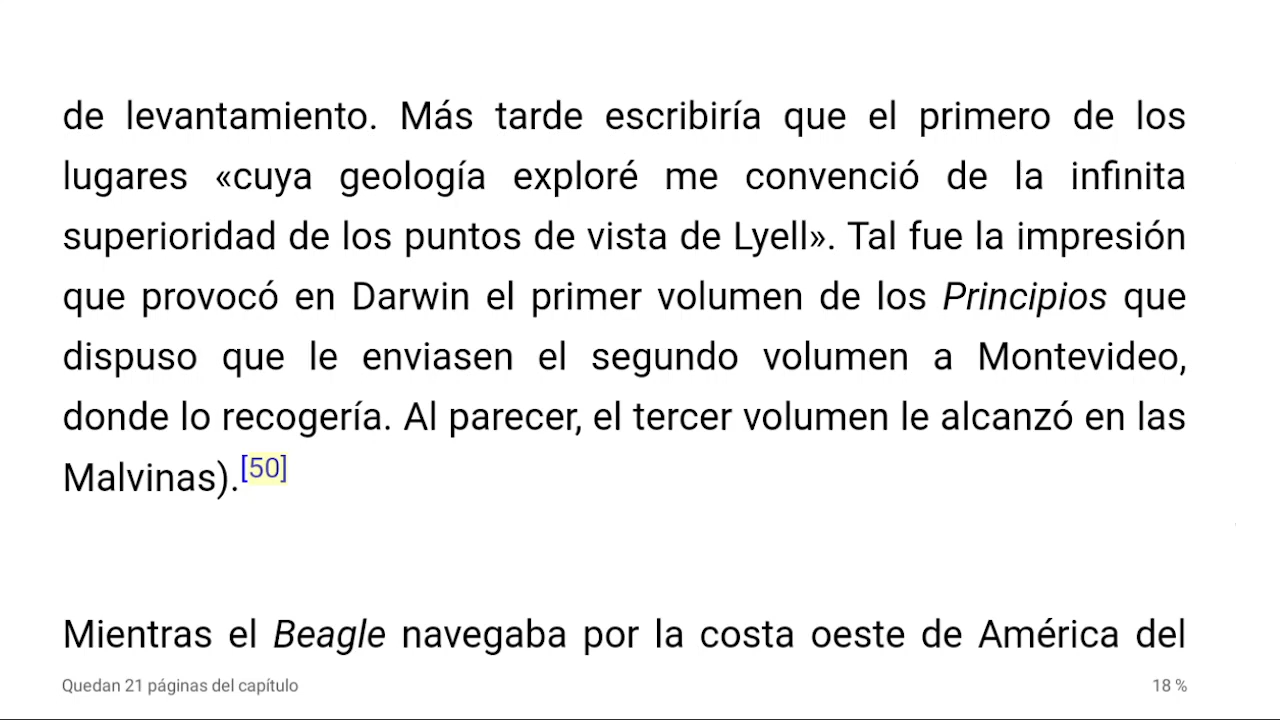 de levantamiento. Más tarde escribiría que el primero de los
lugares «cuya geología exploré me convenció de la infinita
superioridad de los puntos de vista de Lyell». Tal fue la impresión
que provocó en Darwin el primer volumen de los Principios que
dispuso que le enviasen el segundo volumen a Montevideo,
donde lo recogería. Al parecer, el tercer volumen le alcanzó en las
Malvinas).[50]
Mientras el Beagle navegaba por la costa oeste de América del
Quedan 21 páginas del capítulo 18 %